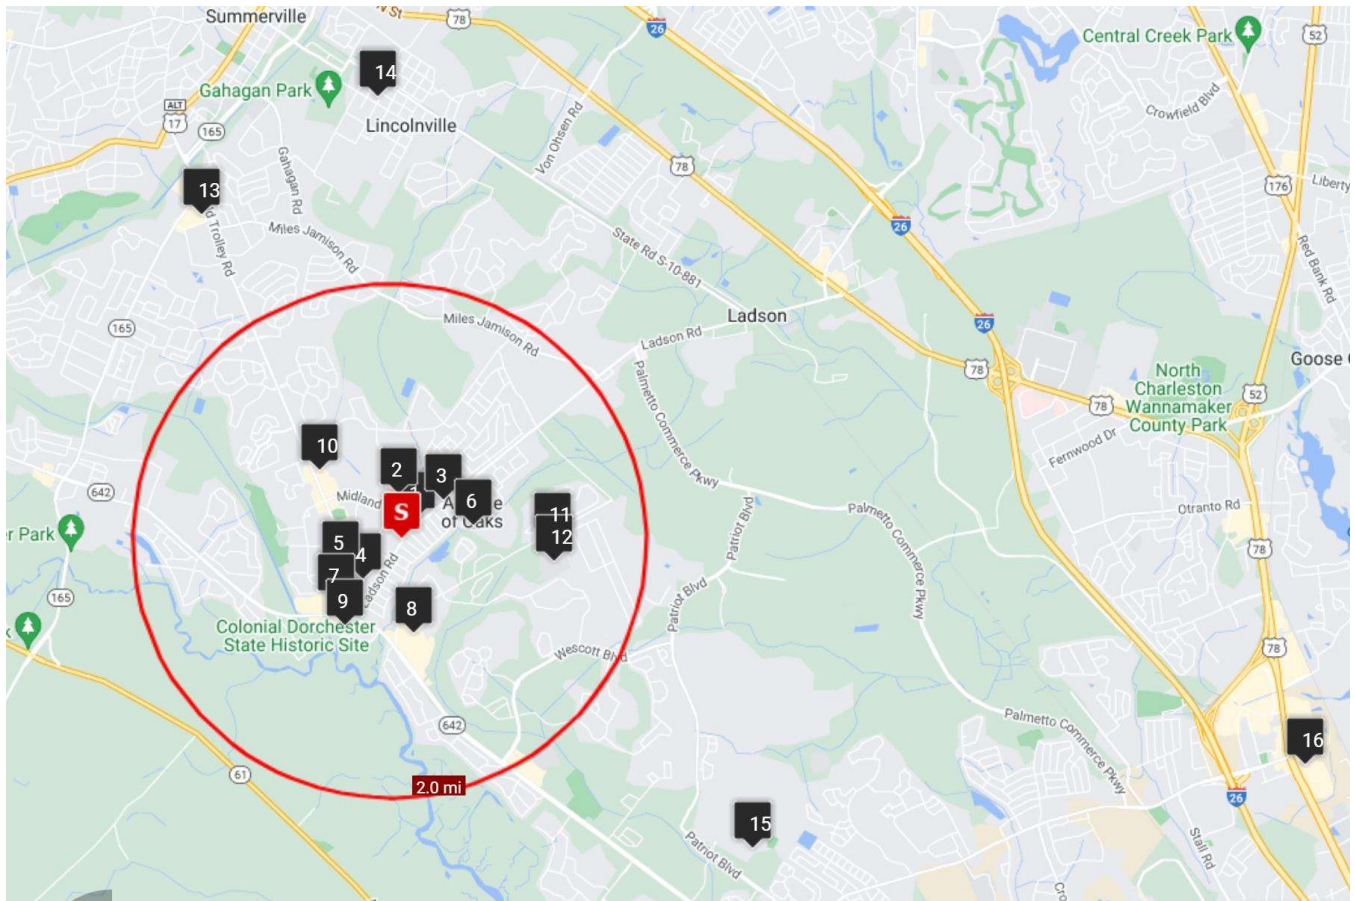 Summerville
W St
78
26
Central Creek Park
52
14
Gahagan Park
Crowfield Blvd
ALT
17
165
Lincolnville
Von Ohsen Rd
78
Gahagan Rd
176
Liberty
13
d Trolley Rd
Miles Jamison Rd
26
State Rd S-10-881
Red Bank Rd
165
Miles Jamison Rd
Ladson
Ladson Rd
26
78
Goose C
North
Charleston
Wannamaker
County Park
Palmetto Commerce Pkwy
52
78
Fernwood Dr
10
2
3
642
Midland
6
A
e
of Oaks
S
11
12
Otranto Rd
Patriot Blvd
Palmetto Commerce Pkwy
er Park
5
4
78
7
Ladson Rd
9
8
165
Patriot Blvd
k
Colonial Dorchester
State Historic Site
Wescott Blvd
78
642
Palmetto Commerce Pkwy
16
61
2.0 mi
26
15
Patriot Blvd
Stall Rd
Cro